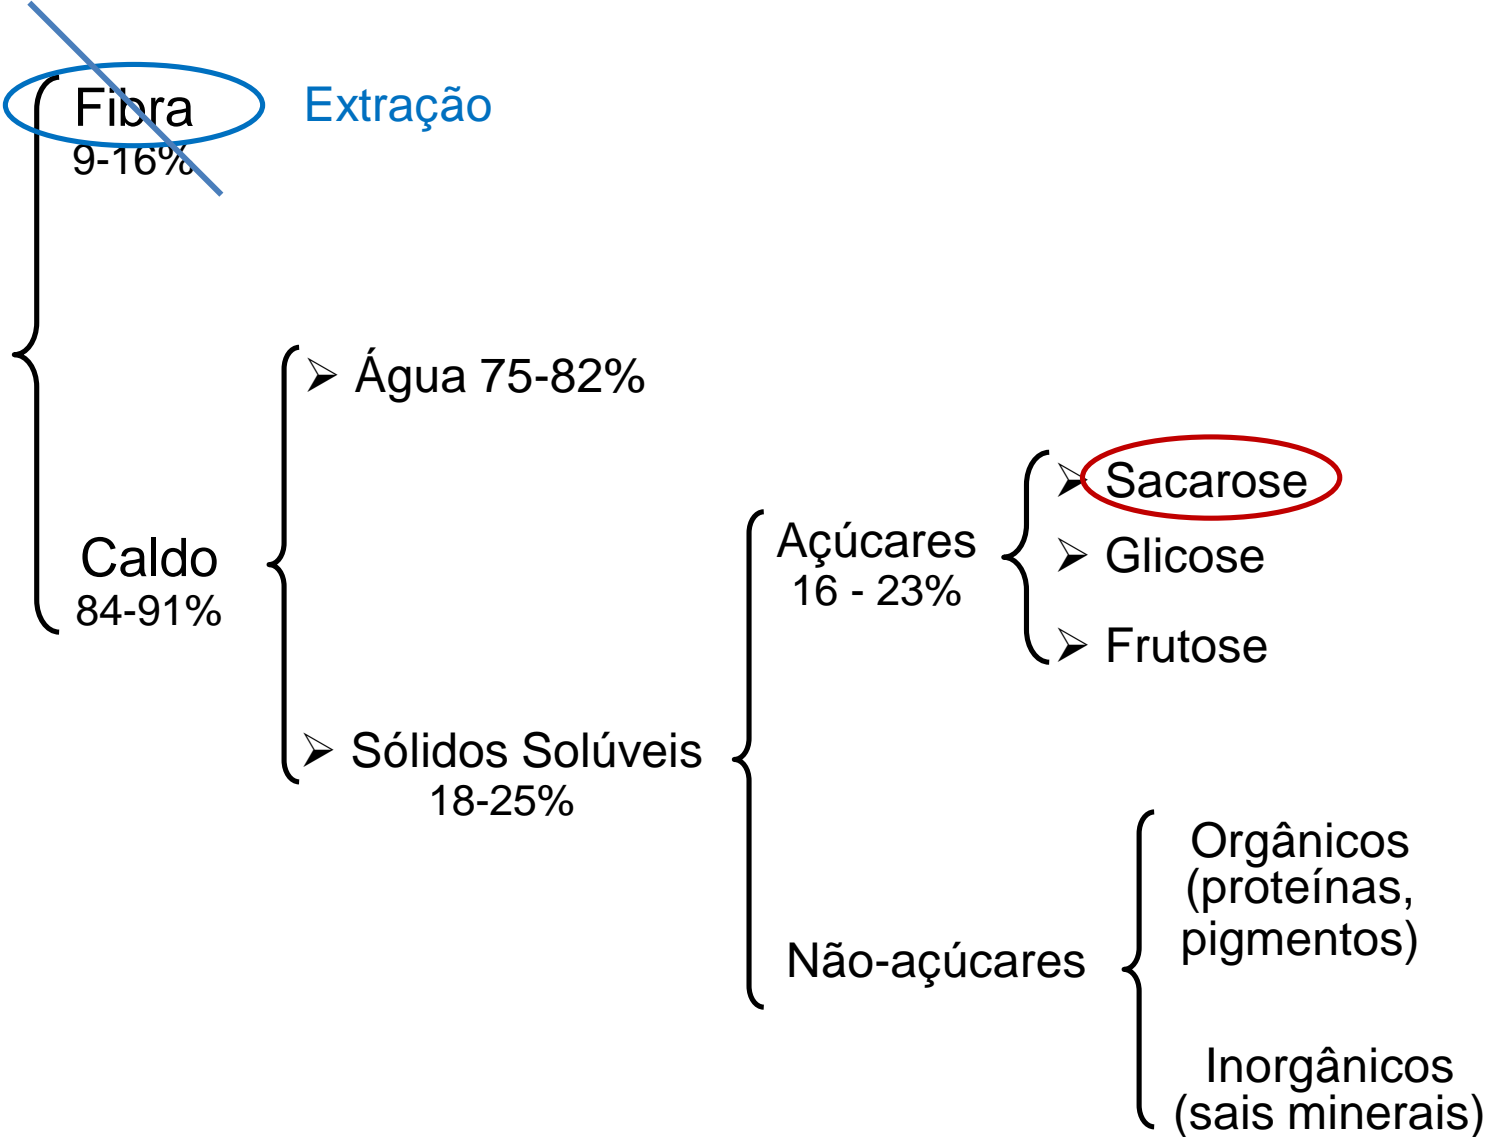 Fibra
9-16%
Extração
Água 75-82%
Caldo
84-91%
Sólidos Solúveis
18-25%
Açúcares
16 - 23%
Sacarose
Glicose
Frutose
Não-açúcares
Orgânicos
(proteínas,
pigmentos)
Inorgânicos
(sais minerais)